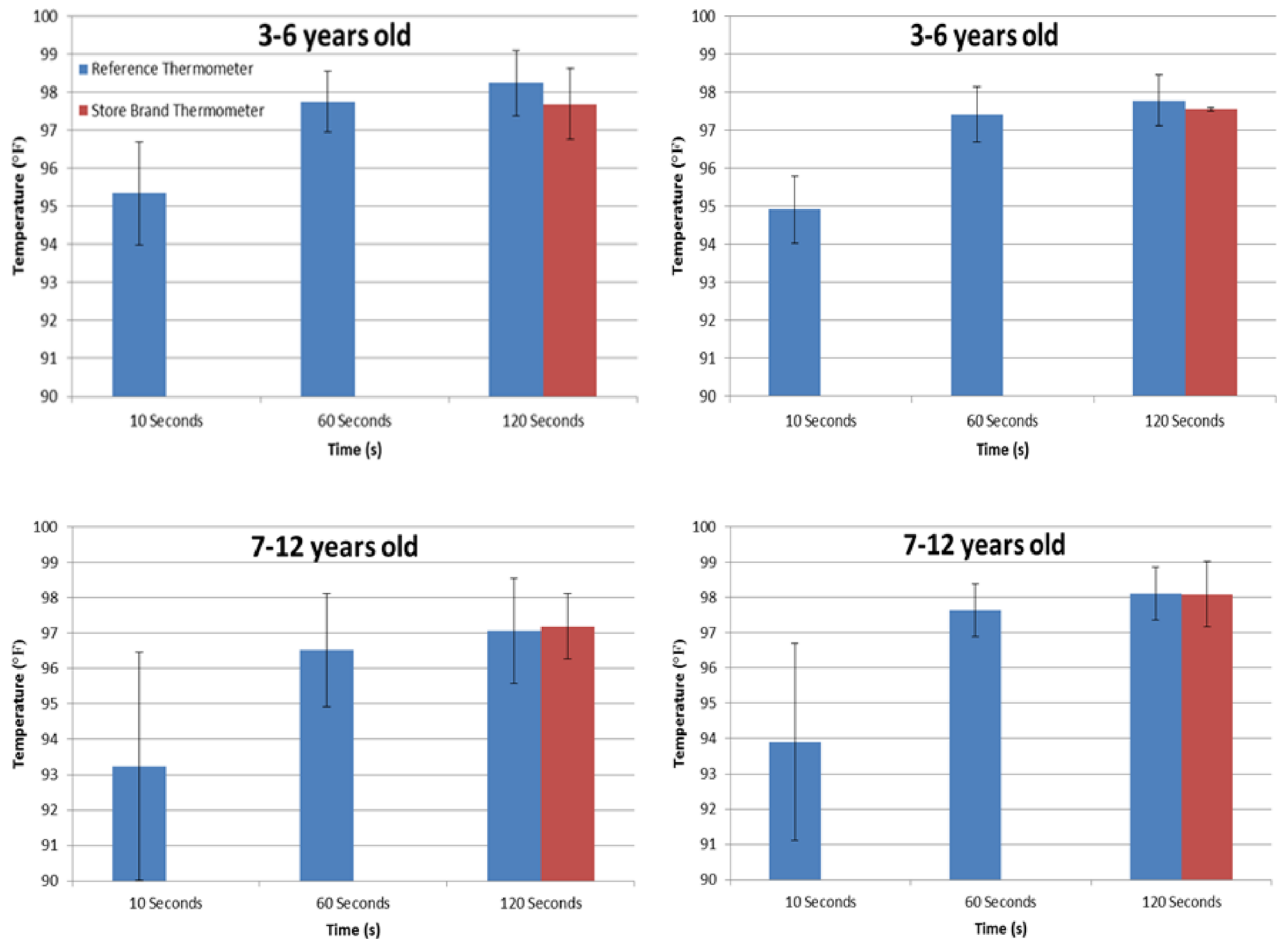 3-6 years old
Reference Thermometer
Store Brand Thermometer
Temperature (°F)
100
99
98
97
96
95
94
93
92
91
90
10 Seconds
60 Seconds
120 Seconds
Time (s)
3-6 years old
Temperature (°F)
100
99
98
97
96
95
94
93
92
91
90
10 Seconds
60 Seconds
120 Seconds
Time (s)
7-12 years old
Temperature (°F)
100
99
98
97
96
95
94
93
92
91
90
10 Seconds
60 Seconds
120 Seconds
Time (s)
7-12 years old
Temperature (°F)
100
99
98
97
96
95
94
93
92
91
90
10 Seconds
60 Seconds
120 Seconds
Time (s)